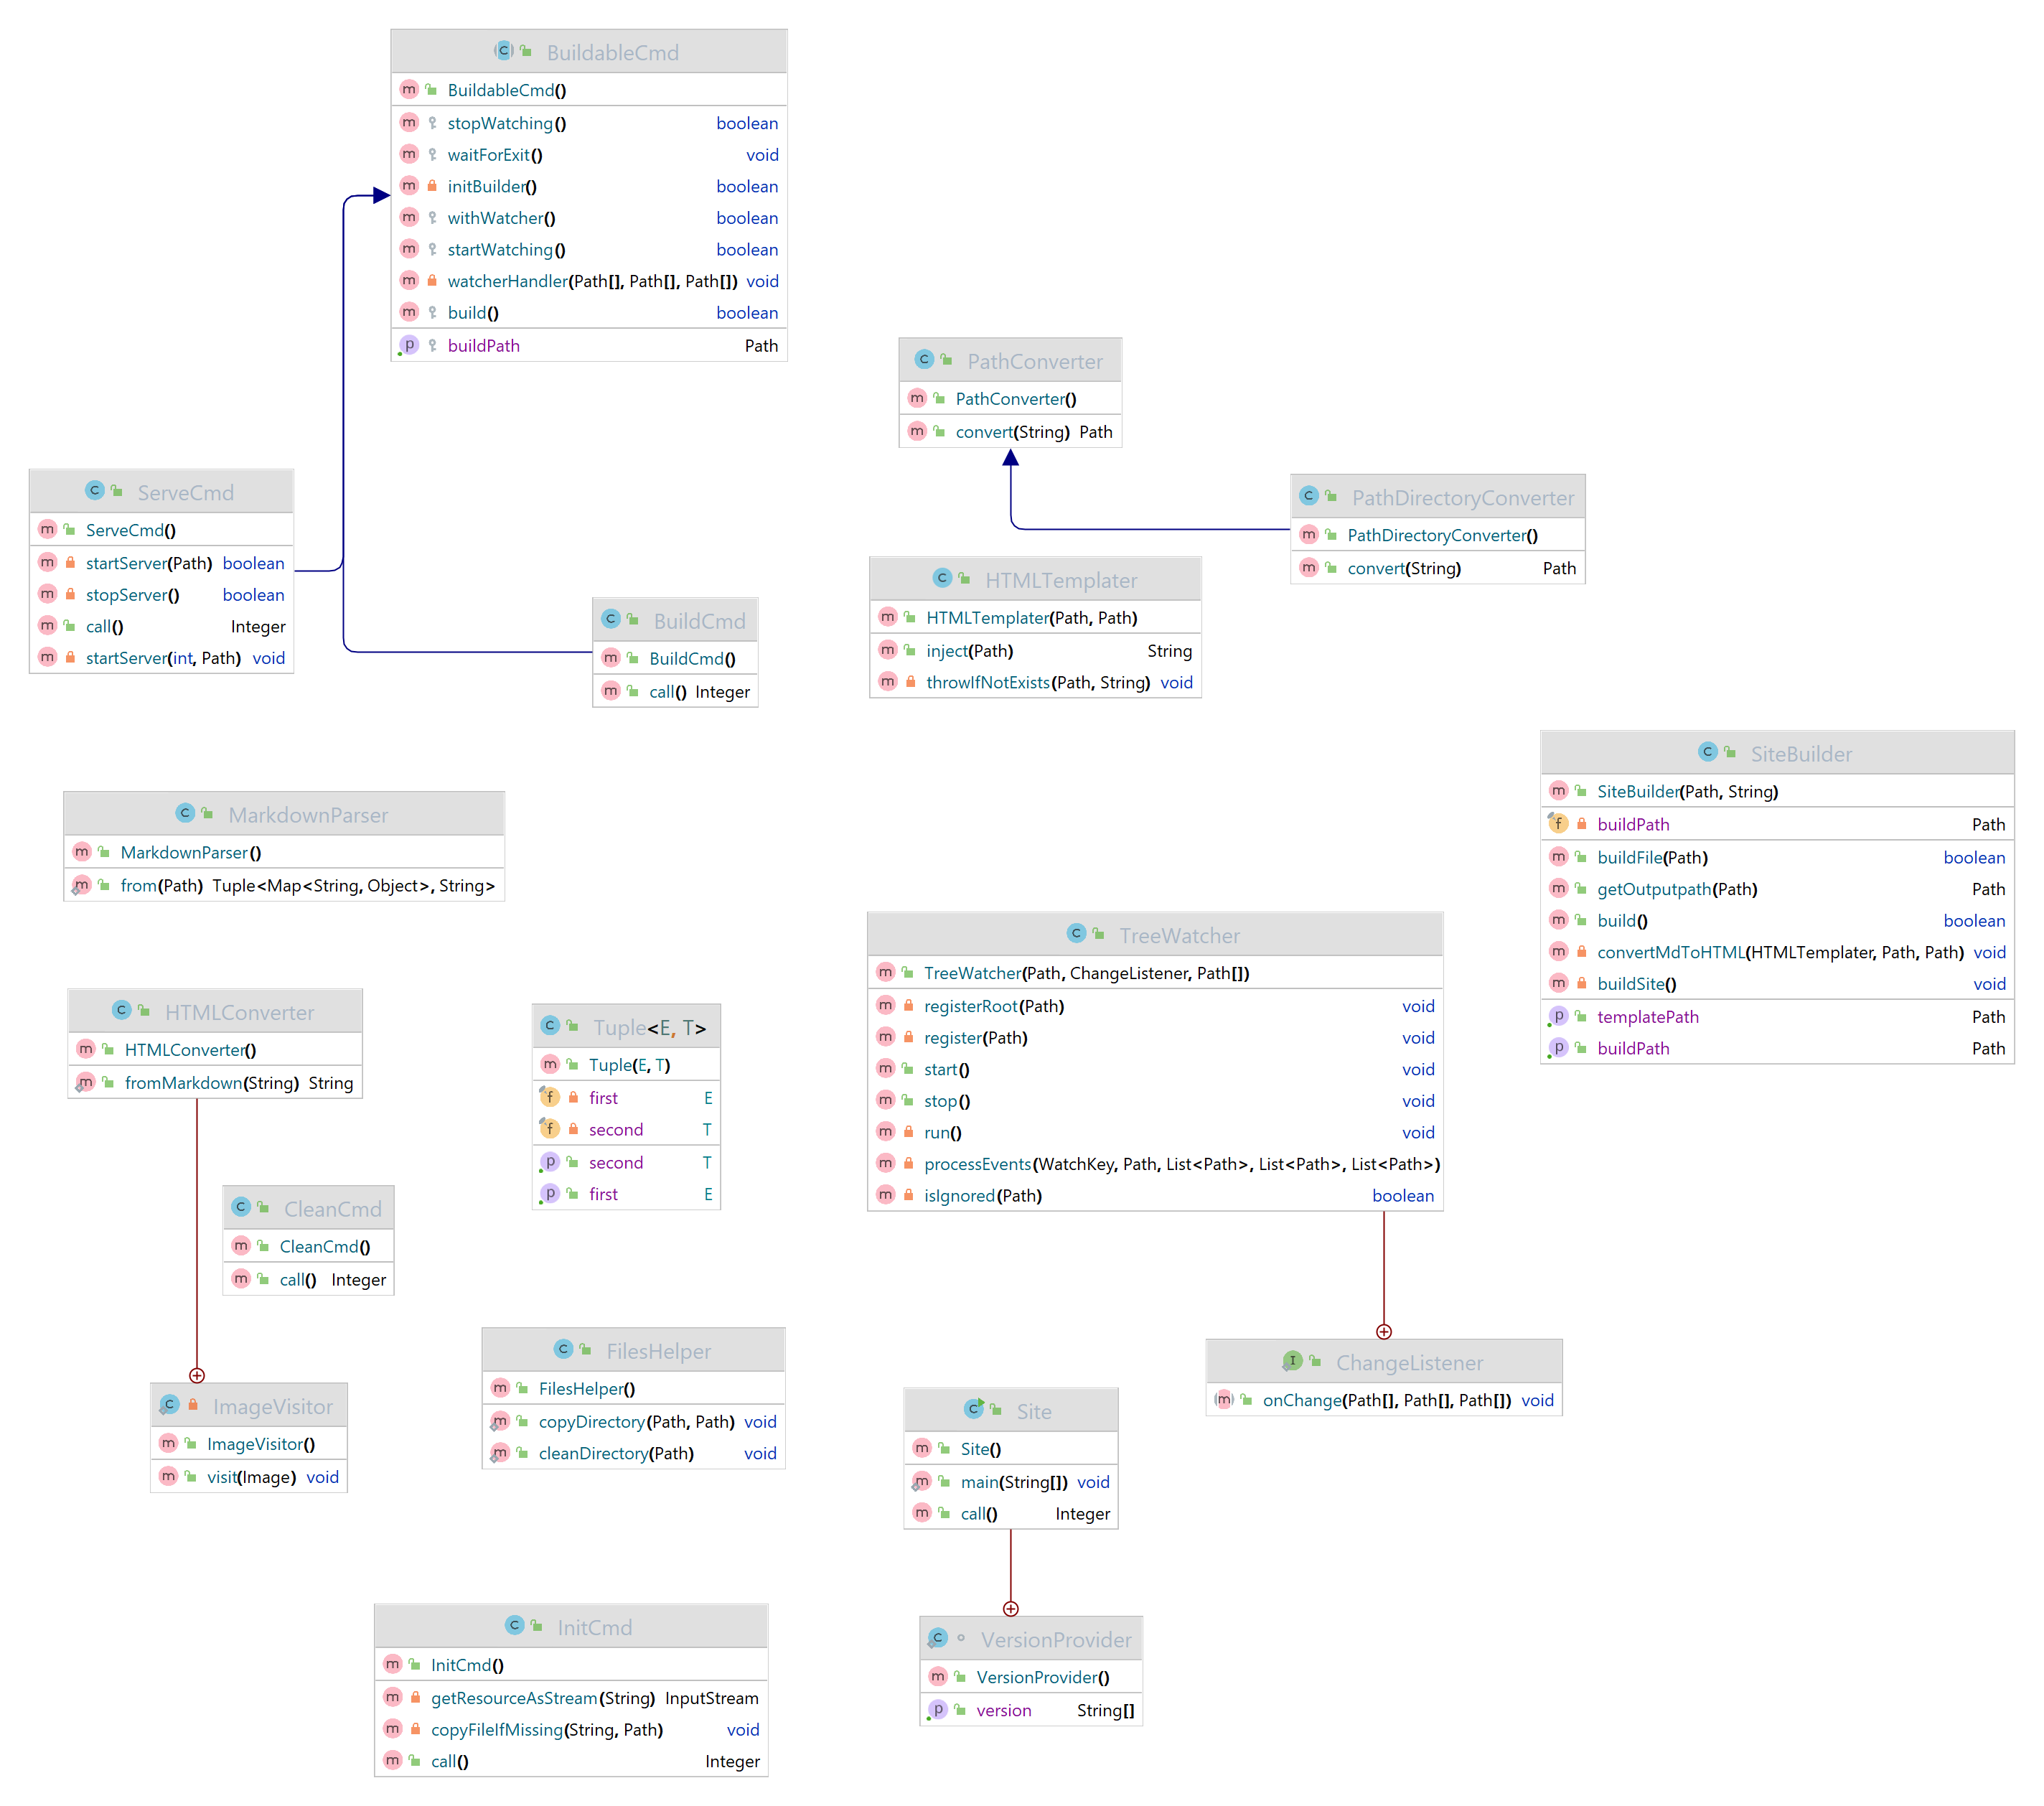 BuildableCmd
BuildableCmd()
stopWatching() boolean
waitForExit() void
initBuilder() boolean
withWatcher() boolean
startWatching() boolean
watcherHandler(Path[], Path[], Path[]) void
build() boolean
buildPath Path
PathConverter
PathConverter()
convert(String) Path
ServeCmd
ServeCmd()
startServer(Path) boolean
stopServer() boolean
call() Integer
startServer(int, Path) void
PathDirectoryConverter
PathDirectoryConverter()
convert(String) Path
HTMLTemplater
HTMLTemplater(Path, Path)
inject(Path) String
throwIfNotExists(Path, String) void
BuildCmd
BuildCmd()
call() Integer
SiteBuilder
SiteBuilder(Path, String)
buildPath Path
buildFile(Path) boolean
getOutputpath(Path) Path
build() boolean
convertMdToHTML(HTMLTemplater, Path, Path) void
buildSite() void
templatePath Path
buildPath Path
MarkdownParser
MarkdownParser()
from(Path) Tuple<Map<String, Object>, String>
TreeWatcher
TreeWatcher(Path, ChangeListener, Path[])
registerRoot(Path) void
register(Path) void
start() void
stop() void
run() void
processEvents(WatchKey, Path, List<Path>, List<Path>, List<Path>)
isIgnored(Path) boolean
HTMLConverter
HTMLConverter()
fromMarkdown(String) String
Tuple<E, T>
Tuple(E, T)
first E
second T
second T
first E
CleanCmd
CleanCmd()
call() Integer
FilesHelper
FilesHelper()
copyDirectory(Path, Path) void
cleanDirectory(Path) void
ChangeListener
onChange(Path[], Path[], Path[]) void
ImageVisitor
ImageVisitor()
visit(Image) void
Site
Site()
main(String[]) void
call() Integer
InitCmd
InitCmd()
getResourceAsStream(String) InputStream
copyFileIfMissing(String, Path) void
call() Integer
VersionProvider
VersionProvider()
version String[]